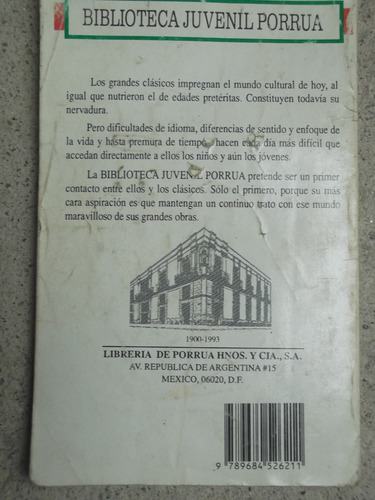 BIBLIOTECA JUVENIL PORRUA
Los grandes clásicos impregnan el mundo cultural de hoy, al
igual que nutrieron el de edades pretéritas. Constituyen todavía su
nervadura.
Pero dificultades de idioma, diferencias de sentido y enfoque de
la vida y hasta premura de tiempo, hacen cada día más difícil que
accedan directamente a ellos los niños y aún los jóvenes.
La BIBLIOTECA JUVENIL PORRUA pretende ser un primer
contacto entre ellos y los clásicos. Sólo el primero, porque su más
cara aspiración es que mantengan un continuo trato con ese mundo
maravilloso de sus grandes obras.
1900-1993
LIBRERIA DE PORRUA HNOS. Y CIA., S.A.
AV. REPUBLICA DE ARGENTINA #15
MEXICO, 06020, D.F.
9 789684 526211